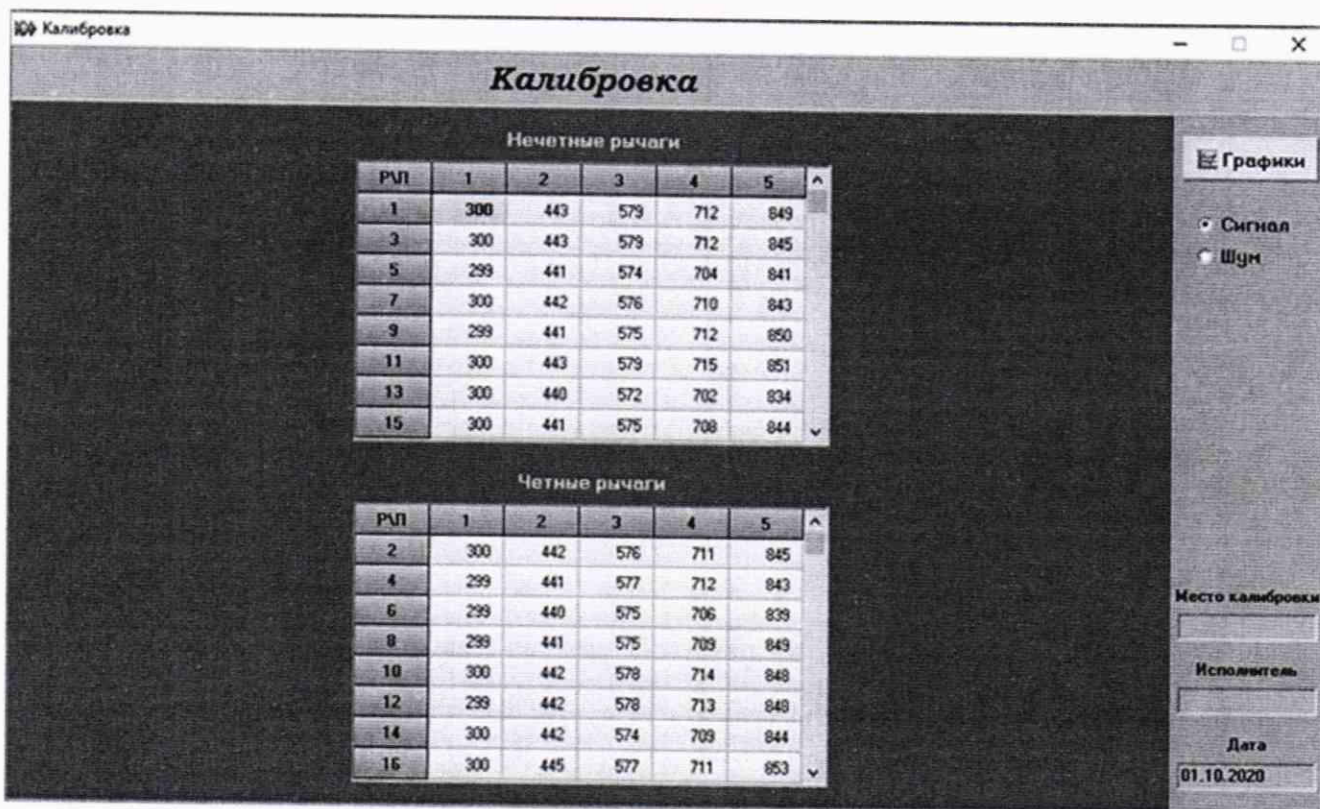 Калибровка
Калибровка
Нечетные рычаги
Р\П 1 2 3 4 5
1 300 443 579 712 849
3 300 443 579 712 845
5 299 441 574 704 841
7 300 442 576 710 843
9 299 441 575 712 850
11 300 443 579 715 851
13 300 440 572 702 834
15 300 441 575 708 844
Четные рычаги
Р\П 1 2 3 4 5
2 300 442 576 711 845
4 299 441 577 712 843
6 299 440 575 706 839
8 299 441 575 709 849
10 300 442 578 714 848
12 299 442 578 713 848
14 300 442 574 709 844
16 300 445 577 711 853
Графики
Сигнал
Шум
Место калибровки
Исполнитель
Дата
01.10.2020